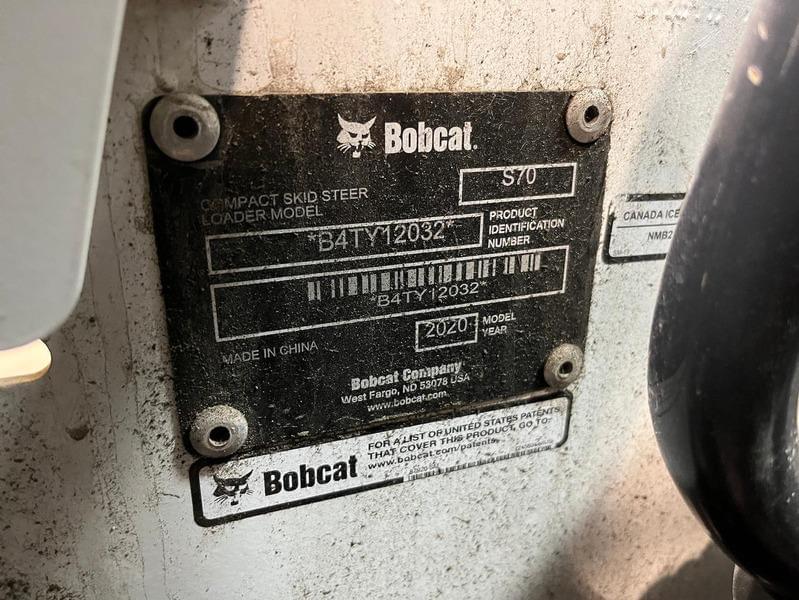 Bobcat.
COMPACT SKID STEER
LOADER MODEL
S70
*B4TY12032*
PRODUCT
IDENTIFICATION
NUMBER
*B4TY12032*
2020
MODEL
YEAR
MADE IN CHINA
Bobcat Company
West Fargo, ND 53078 USA
www.bobcat.com
Bobcat
FOR A LIST OF UNITED STATES PATENTS
THAT COVER THIS PRODUCT, GO TO:
www.bobcat.com/patents
CANADA ICE
NMB2